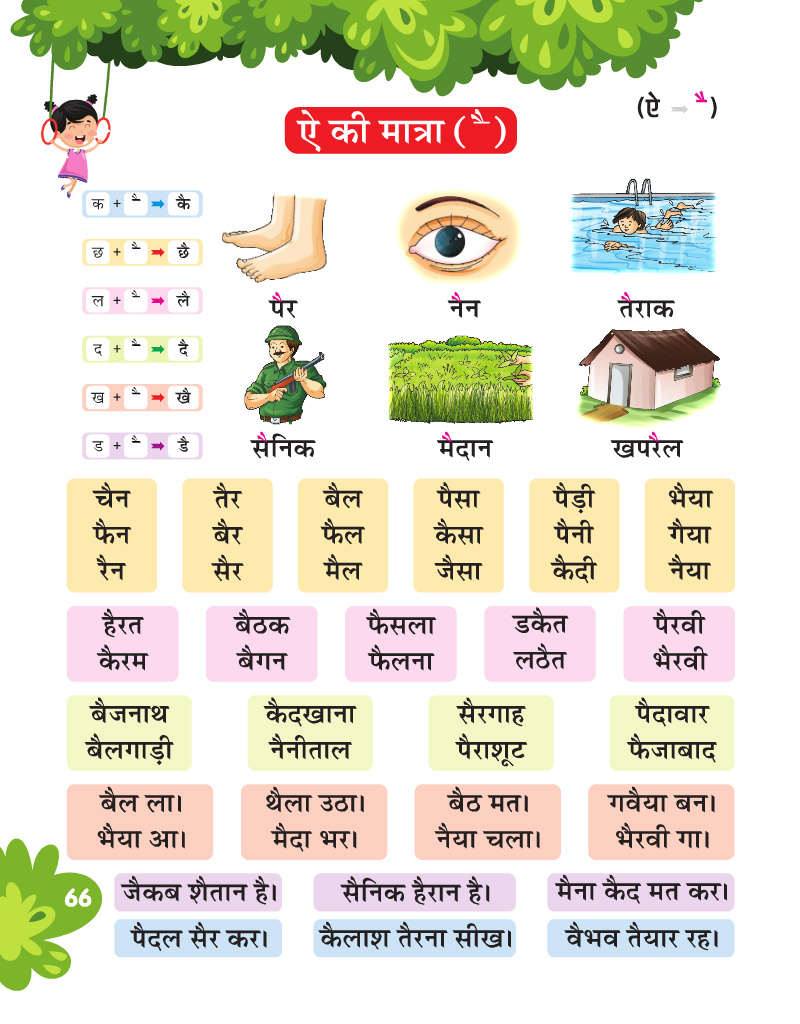 (ऐ ➡ ै)
ऐ की मात्रा ( ै )
क + ै ➡ कै
छ + ै ➡ छै
ल + ै ➡ लै
द + ै ➡ दै
ख + ै ➡ खै
ड + ै ➡ डै
पैर नैन तैराक
सैनिक मैदान खपरैल
चैन तैर बैल पैसा पैड़ी भैया
फैन बैर फैल कैसा पैनी गैया
रैन सैर मैल जैसा कैदी नैया
हैरत बैठक फैसला डकैत पैरवी
कैरम बैगन फैलना लठैत भैरवी
बैजनाथ कैदखाना सैरगाह पैदावार
बैलगाड़ी नैनीताल पैराशूट फैजाबाद
बैल ला। थैला उठा। बैठ मत। गवैया बन।
भैया आ। मैदा भर। नैया चला। भैरवी गा।
जैकब शैतान है। सैनिक हैरान है। मैना कैद मत कर।
पैदल सैर कर। कैलाश तैरना सीख। वैभव तैयार रह।
66